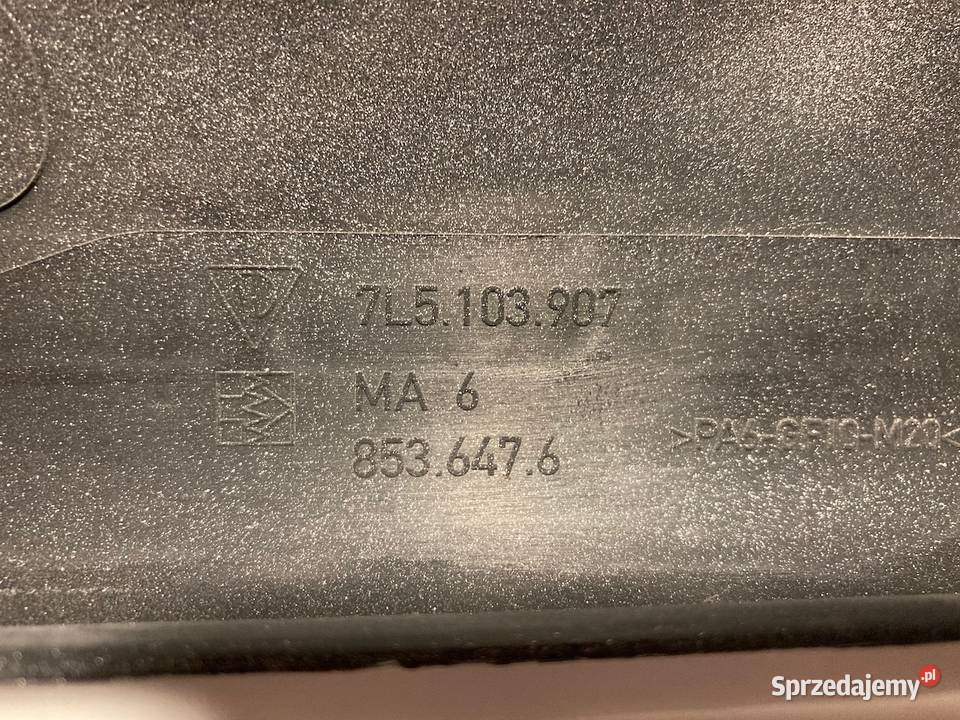 7L5.103.907
MA 6
853.647.6
>PA6-GF10-M20<
Sprzedajemy.pl